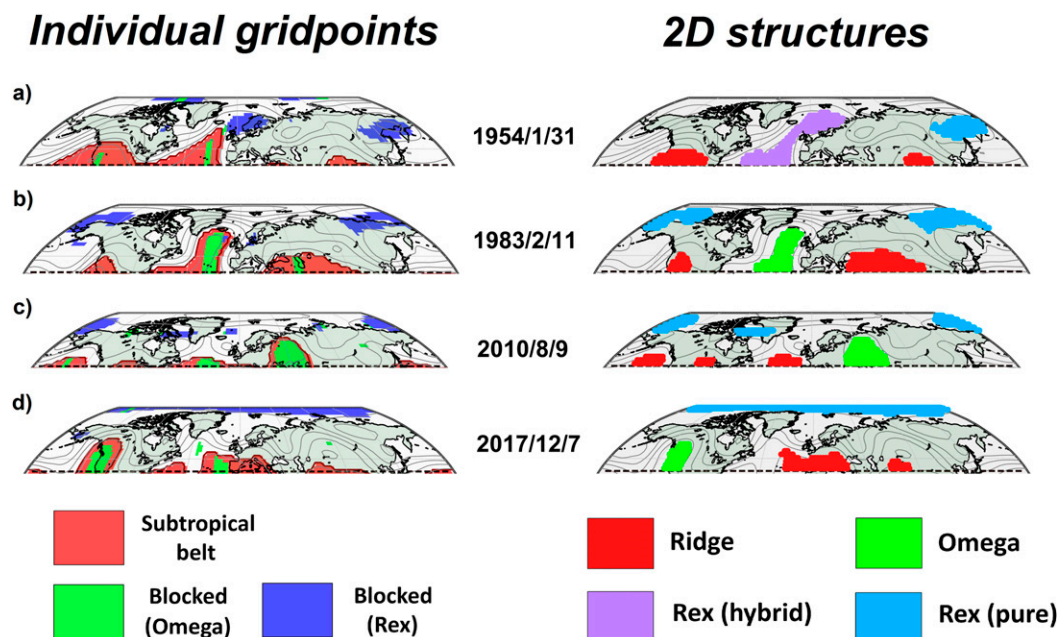 Individual gridpoints
2D structures
a)
1954/1/31
b)
1983/2/11
c)
2010/8/9
d)
2017/12/7
Subtropical
belt
Blocked
(Omega)
Blocked
(Rex)
Ridge
Omega
Rex (hybrid)
Rex (pure)